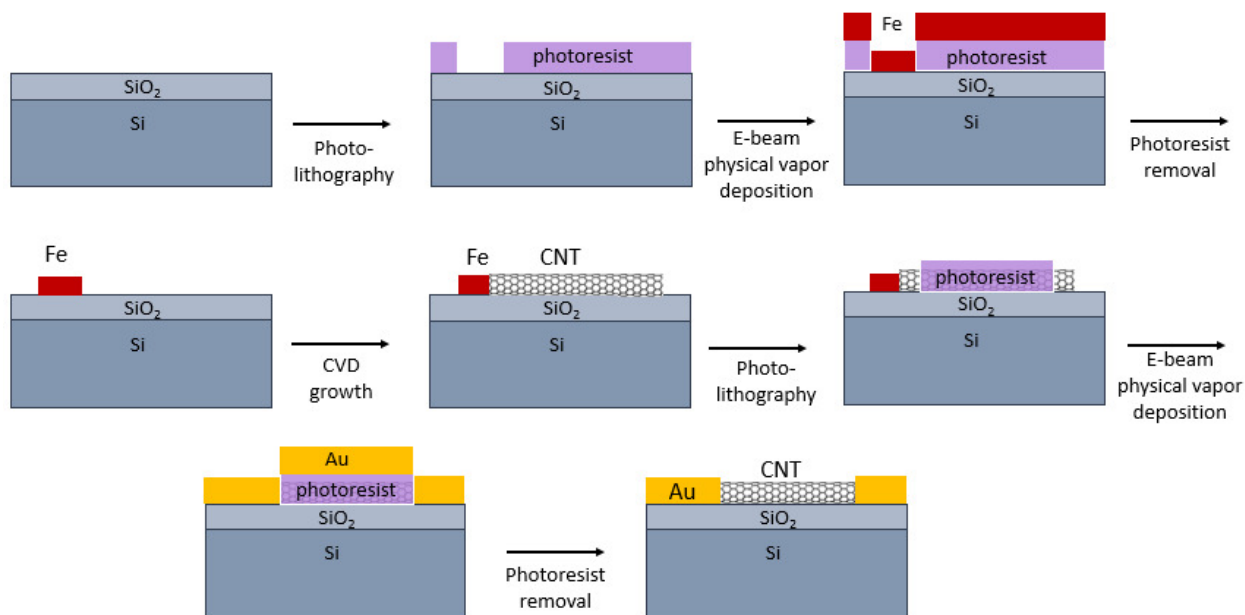 SiO₂
Si
Photo-
lithography
photoresist
SiO₂
Si
E-beam
physical vapor
deposition
Fe
photoresist
SiO₂
Si
Photoresist
removal
Fe
SiO₂
Si
CVD
growth
Fe CNT
SiO₂
Si
Photo-
lithography
photoresist
SiO₂
Si
E-beam
physical vapor
deposition
Au
photoresist
SiO₂
Si
Photoresist
removal
CNT
Au
SiO₂
Si